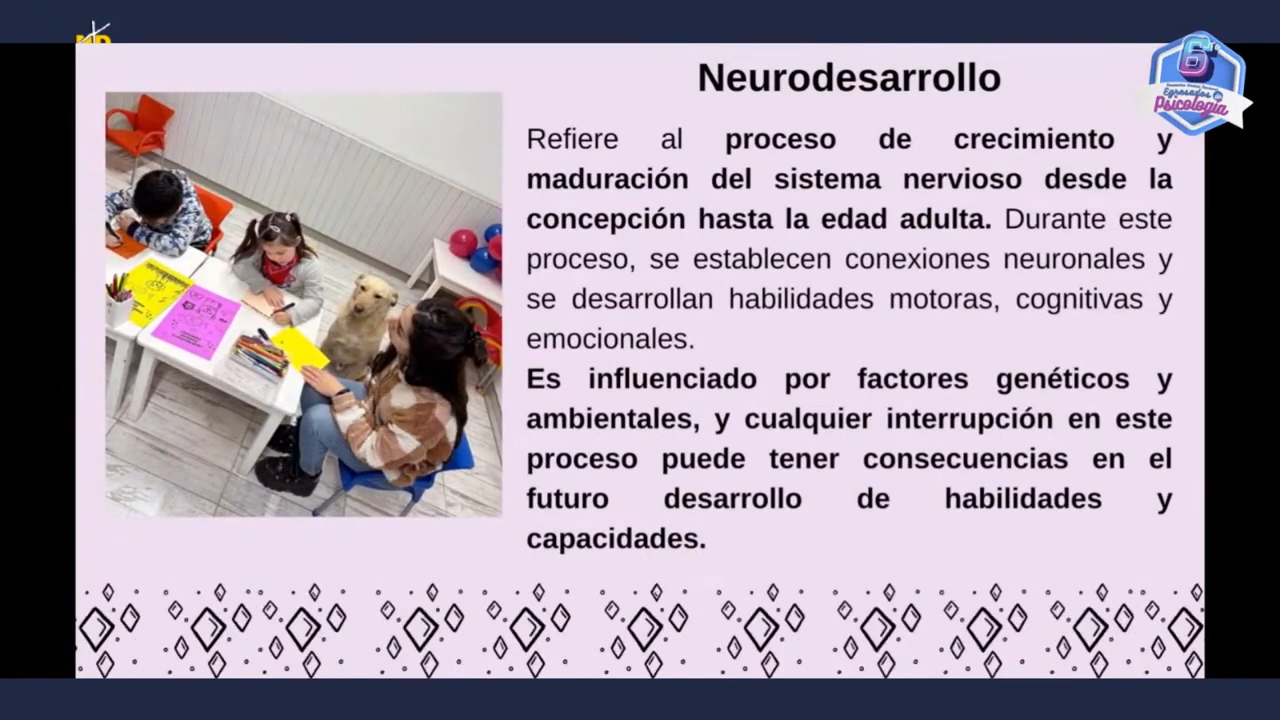 Neurodesarrollo
Refiere al proceso de crecimiento y
maduración del sistema nervioso desde la
concepción hasta la edad adulta. Durante este
proceso, se establecen conexiones neuronales y
se desarrollan habilidades motoras, cognitivas y
emocionales.
Es influenciado por factores genéticos y
ambientales, y cualquier interrupción en este
proceso puede tener consecuencias en el
futuro desarrollo de habilidades y
capacidades.
6°
Egresados de
Psicología